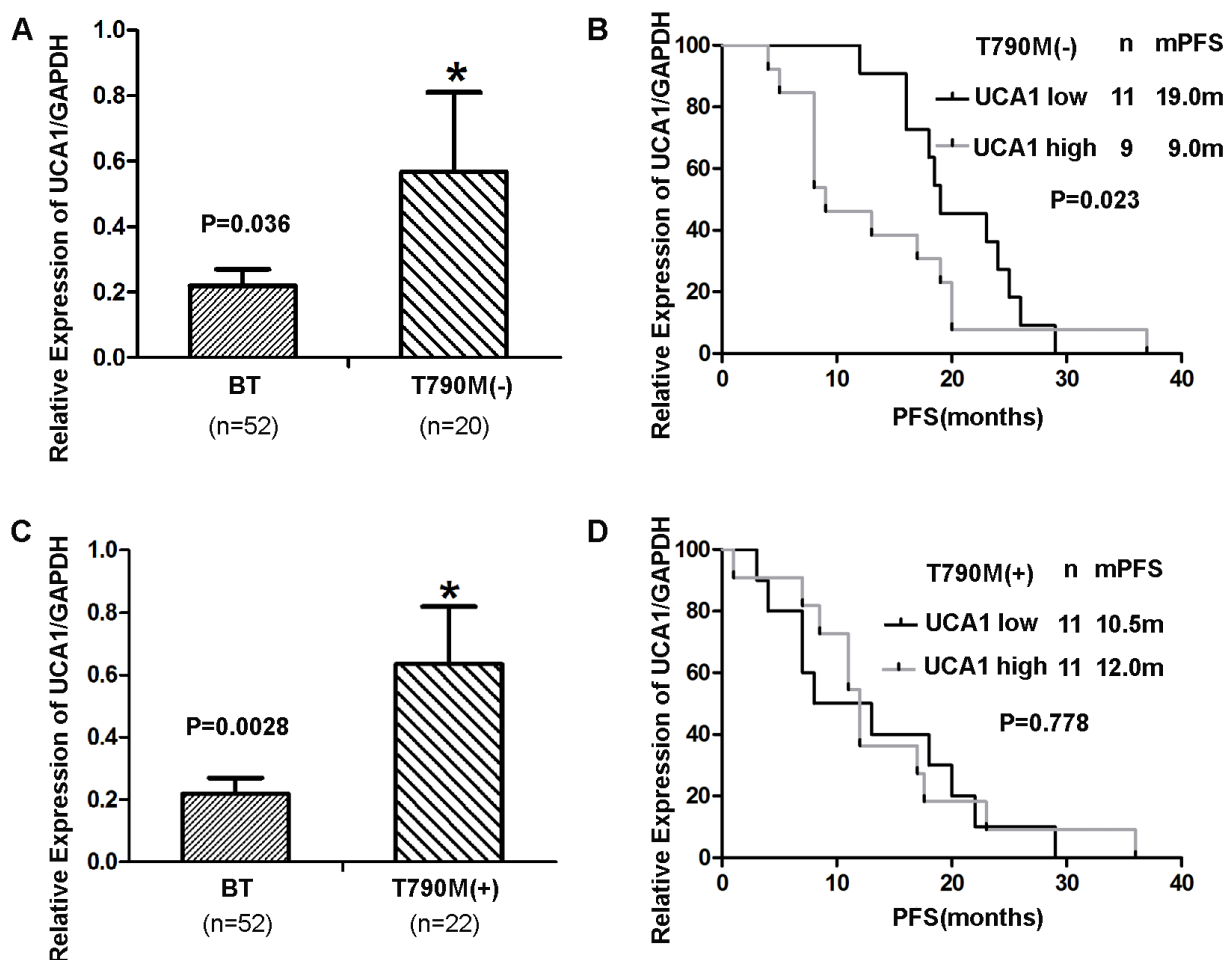 A
Relative Expression of UCA1/GAPDH
1.0
0.8
0.6
0.4
0.2
0.0
P=0.036
*
BT
T790M(-)
(n=52)
(n=20)
B
Relative Expression of UCA1/GAPDH
100
80
60
40
20
0
T790M(-) n mPFS
UCA1 low 11 19.0m
UCA1 high 9 9.0m
P=0.023
0 10 20 30 40
PFS(months)
C
Relative Expression of UCA1/GAPDH
1.0
0.8
0.6
0.4
0.2
0.0
P=0.0028
*
BT
T790M(+)
(n=52)
(n=22)
D
Relative Expression of UCA1/GAPDH
100
80
60
40
20
0
T790M(+) n mPFS
UCA1 low 11 10.5m
UCA1 high 11 12.0m
P=0.778
0 10 20 30 40
PFS(months)